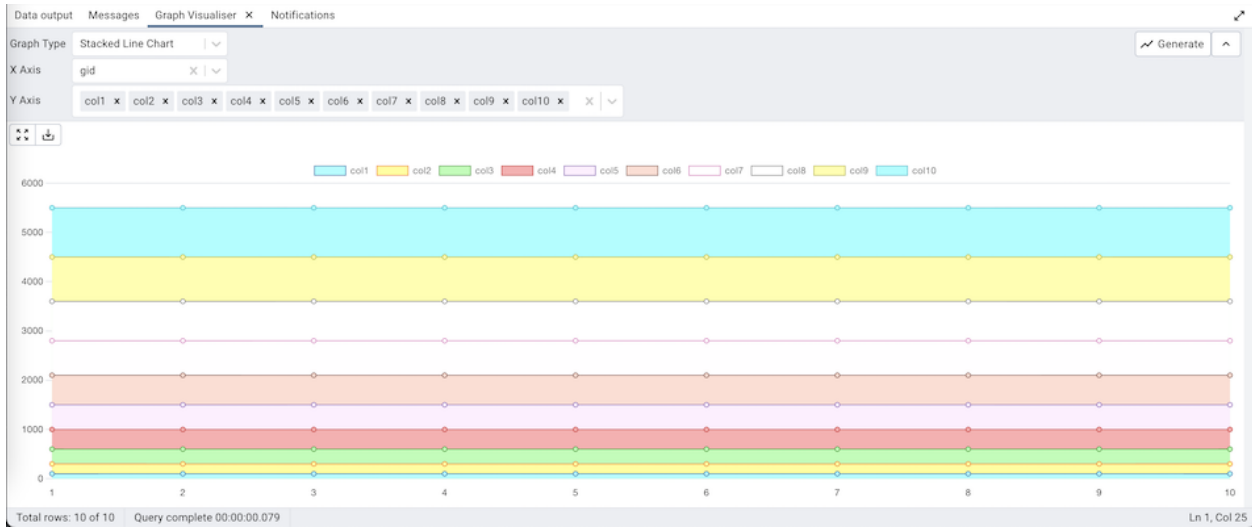 Data output Messages Graph Visualiser × Notifications
Graph Type Stacked Line Chart Generate
X Axis gid ×
Y Axis col1 × col2 × col3 × col4 × col5 × col6 × col7 × col8 × col9 × col10 × ×
col1 col2 col3 col4 col5 col6 col7 col8 col9 col10
6000
5000
4000
3000
2000
1000
0
1 2 3 4 5 6 7 8 9 10
Total rows: 10 of 10 Query complete 00:00:00.079 Ln 1, Col 25